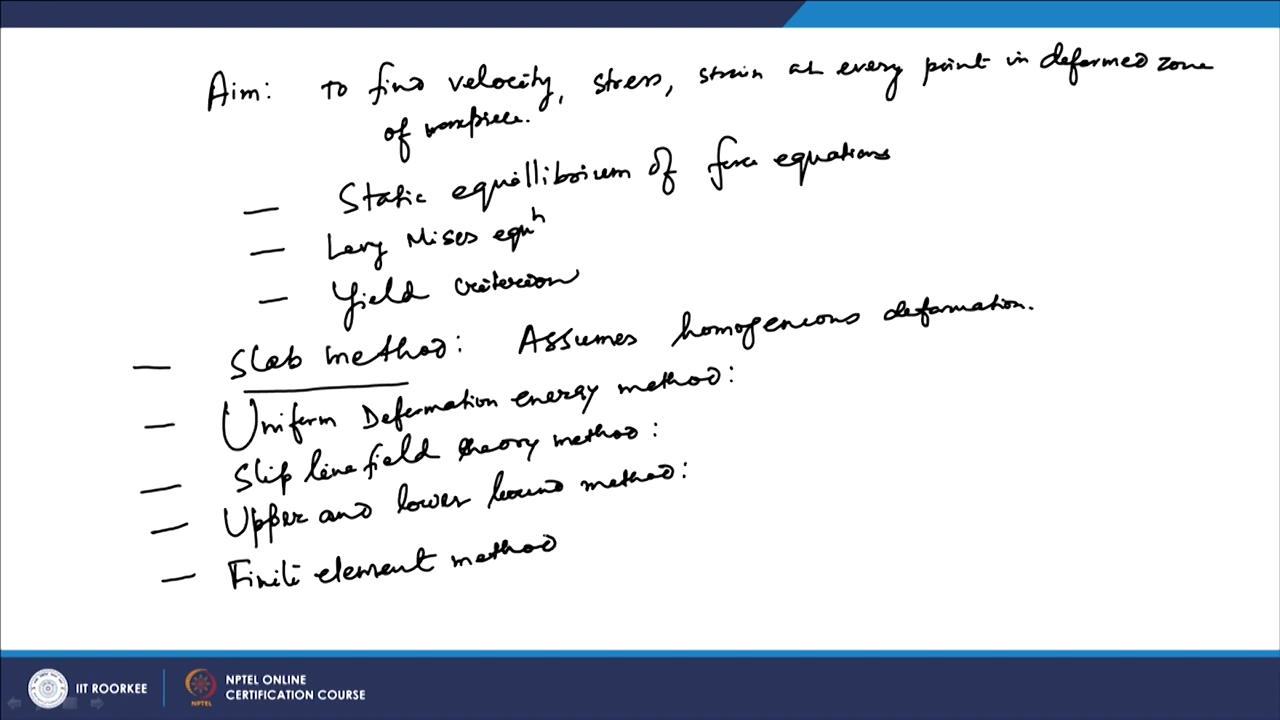 Aim: To find velocity, stress, strain at every point in deformed zone
of workpiece.
— Static equillibrium of force equations
— Levy Mises equⁿ
— Yield criterion
— Slab method: Assumes homogeneous deformation.
— Uniform Deformation energy method:
— Slip line field theory method:
— Upper and lower bound method:
— Finite element method
IIT ROORKEE
NPTEL
NPTEL ONLINE
CERTIFICATION COURSE